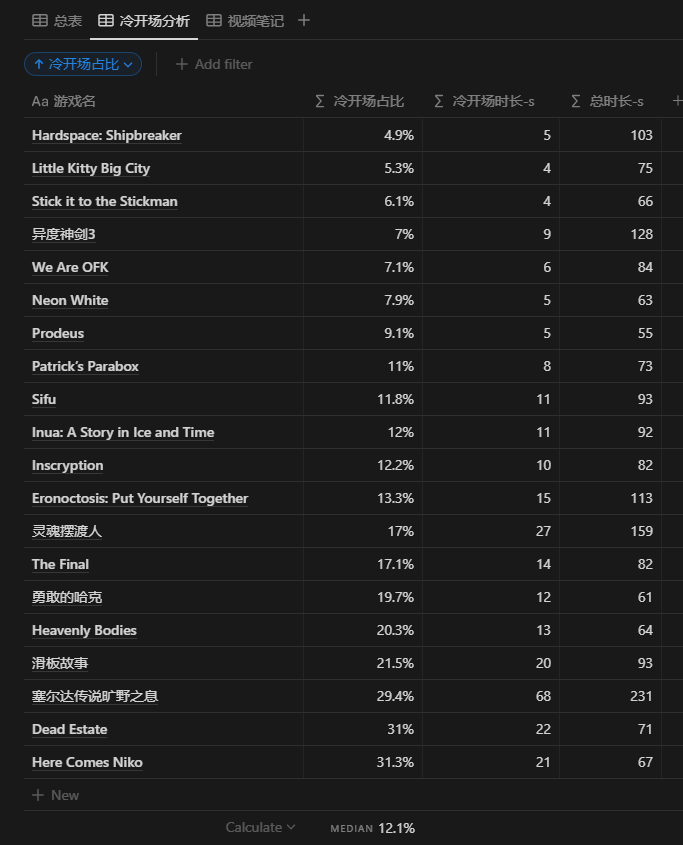 总表 冷开场分析 视频笔记
冷开场占比 Add filter
Aa 游戏名 Σ 冷开场占比 Σ 冷开场时长-s Σ 总时长-s
Hardspace: Shipbreaker 4.9% 5 103
Little Kitty Big City 5.3% 4 75
Stick it to the Stickman 6.1% 4 66
异度神剑3 7% 9 128
We Are OFK 7.1% 6 84
Neon White 7.9% 5 63
Prodeus 9.1% 5 55
Patrick’s Parabox 11% 8 73
Sifu 11.8% 11 93
Inua: A Story in Ice and Time 12% 11 92
Inscryption 12.2% 10 82
Eronoctosis: Put Yourself Together 13.3% 15 113
灵魂摆渡人 17% 27 159
The Final 17.1% 14 82
勇敢的哈克 19.7% 12 61
Heavenly Bodies 20.3% 13 64
滑板故事 21.5% 20 93
塞尔达传说旷野之息 29.4% 68 231
Dead Estate 31% 22 71
Here Comes Niko 31.3% 21 67
New
Calculate MEDIAN 12.1%